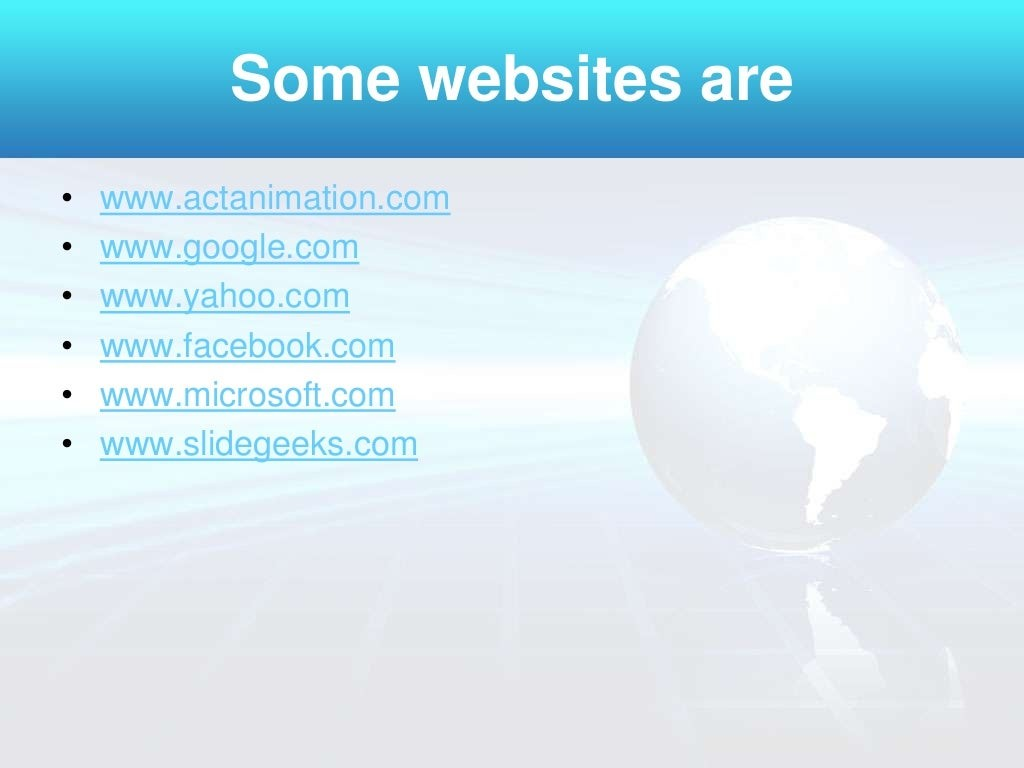 Some websites are
• www.actanimation.com
• www.google.com
• www.yahoo.com
• www.facebook.com
• www.microsoft.com
• www.slidegeeks.com